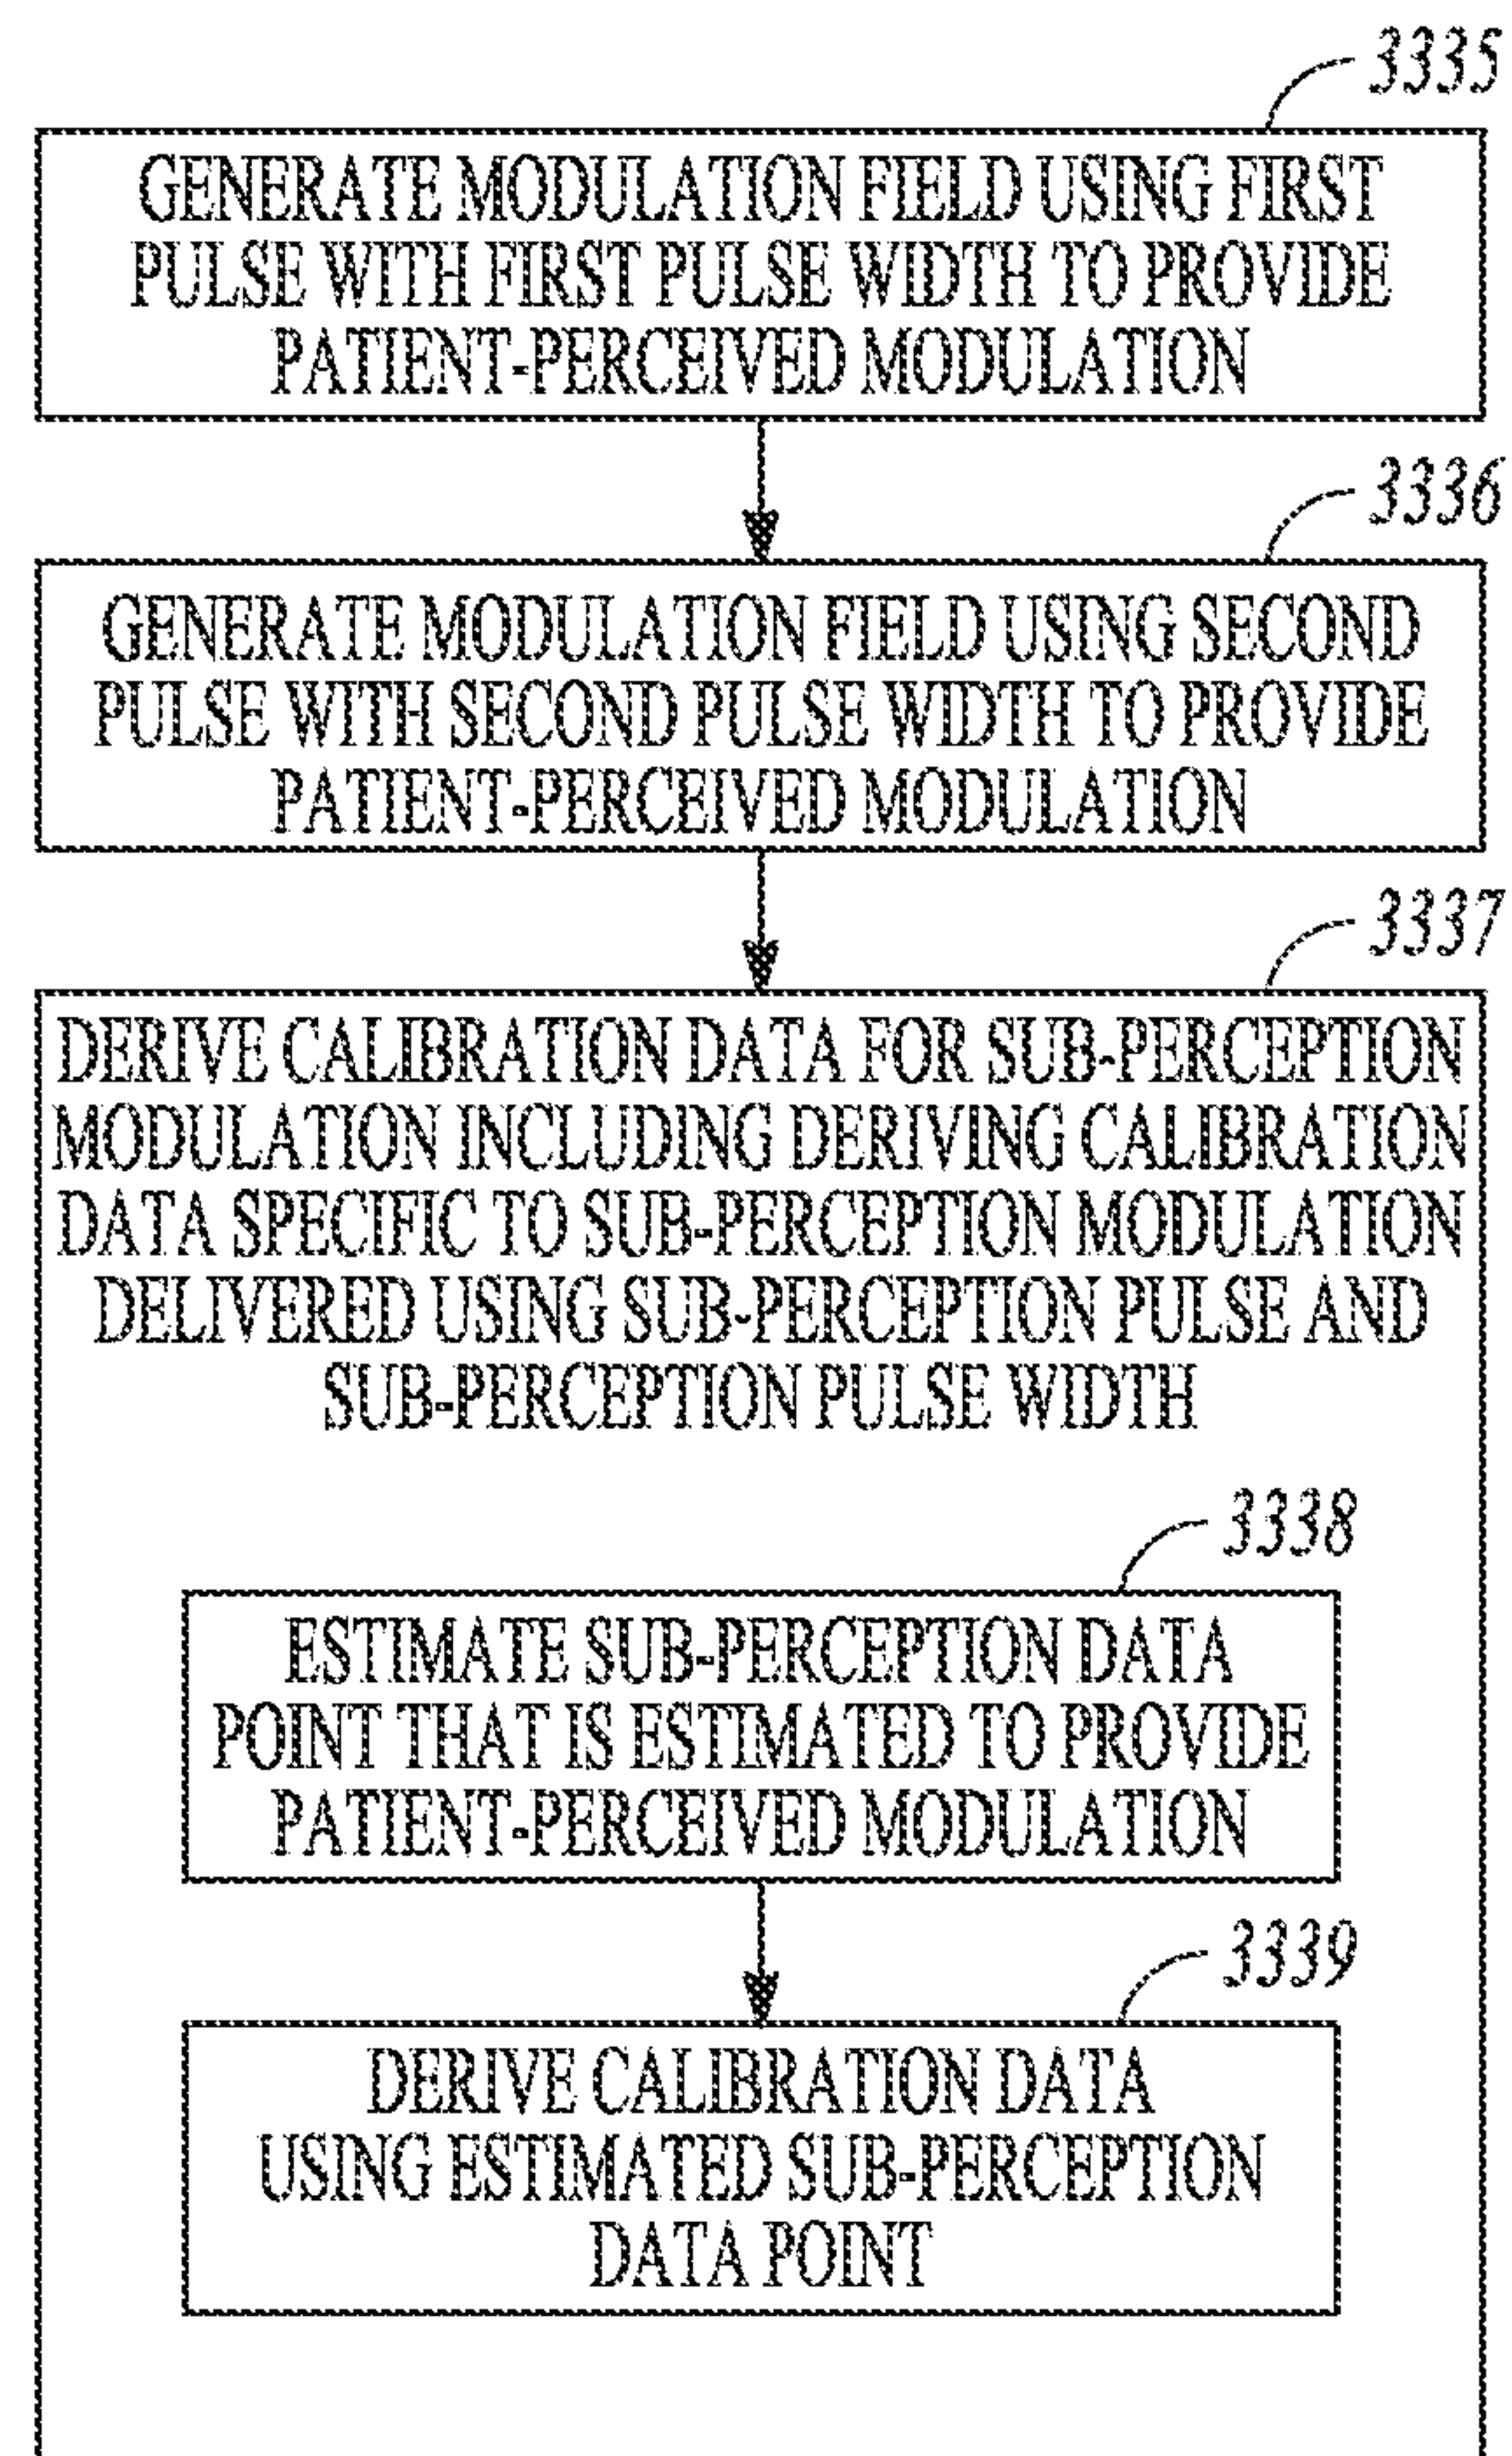 3335
GENERATE MODULATION FIELD USING FIRST
PULSE WITH FIRST PULSE WIDTH TO PROVIDE
PATIENT-PERCEIVED MODULATION
3336
GENERATE MODULATION FIELD USING SECOND
PULSE WITH SECOND PULSE WIDTH TO PROVIDE
PATIENT-PERCEIVED MODULATION
3337
DERIVE CALIBRATION DATA FOR SUB-PERCEPTION
MODULATION INCLUDING DERIVING CALIBRATION
DATA SPECIFIC TO SUB-PERCEPTION MODULATION
DELIVERED USING SUB-PERCEPTION PULSE AND
SUB-PERCEPTION PULSE WIDTH
3338
ESTIMATE SUB-PERCEPTION DATA
POINT THAT IS ESTIMATED TO PROVIDE
PATIENT-PERCEIVED MODULATION
3339
DERIVE CALIBRATION DATA
USING ESTIMATED SUB-PERCEPTION
DATA POINT